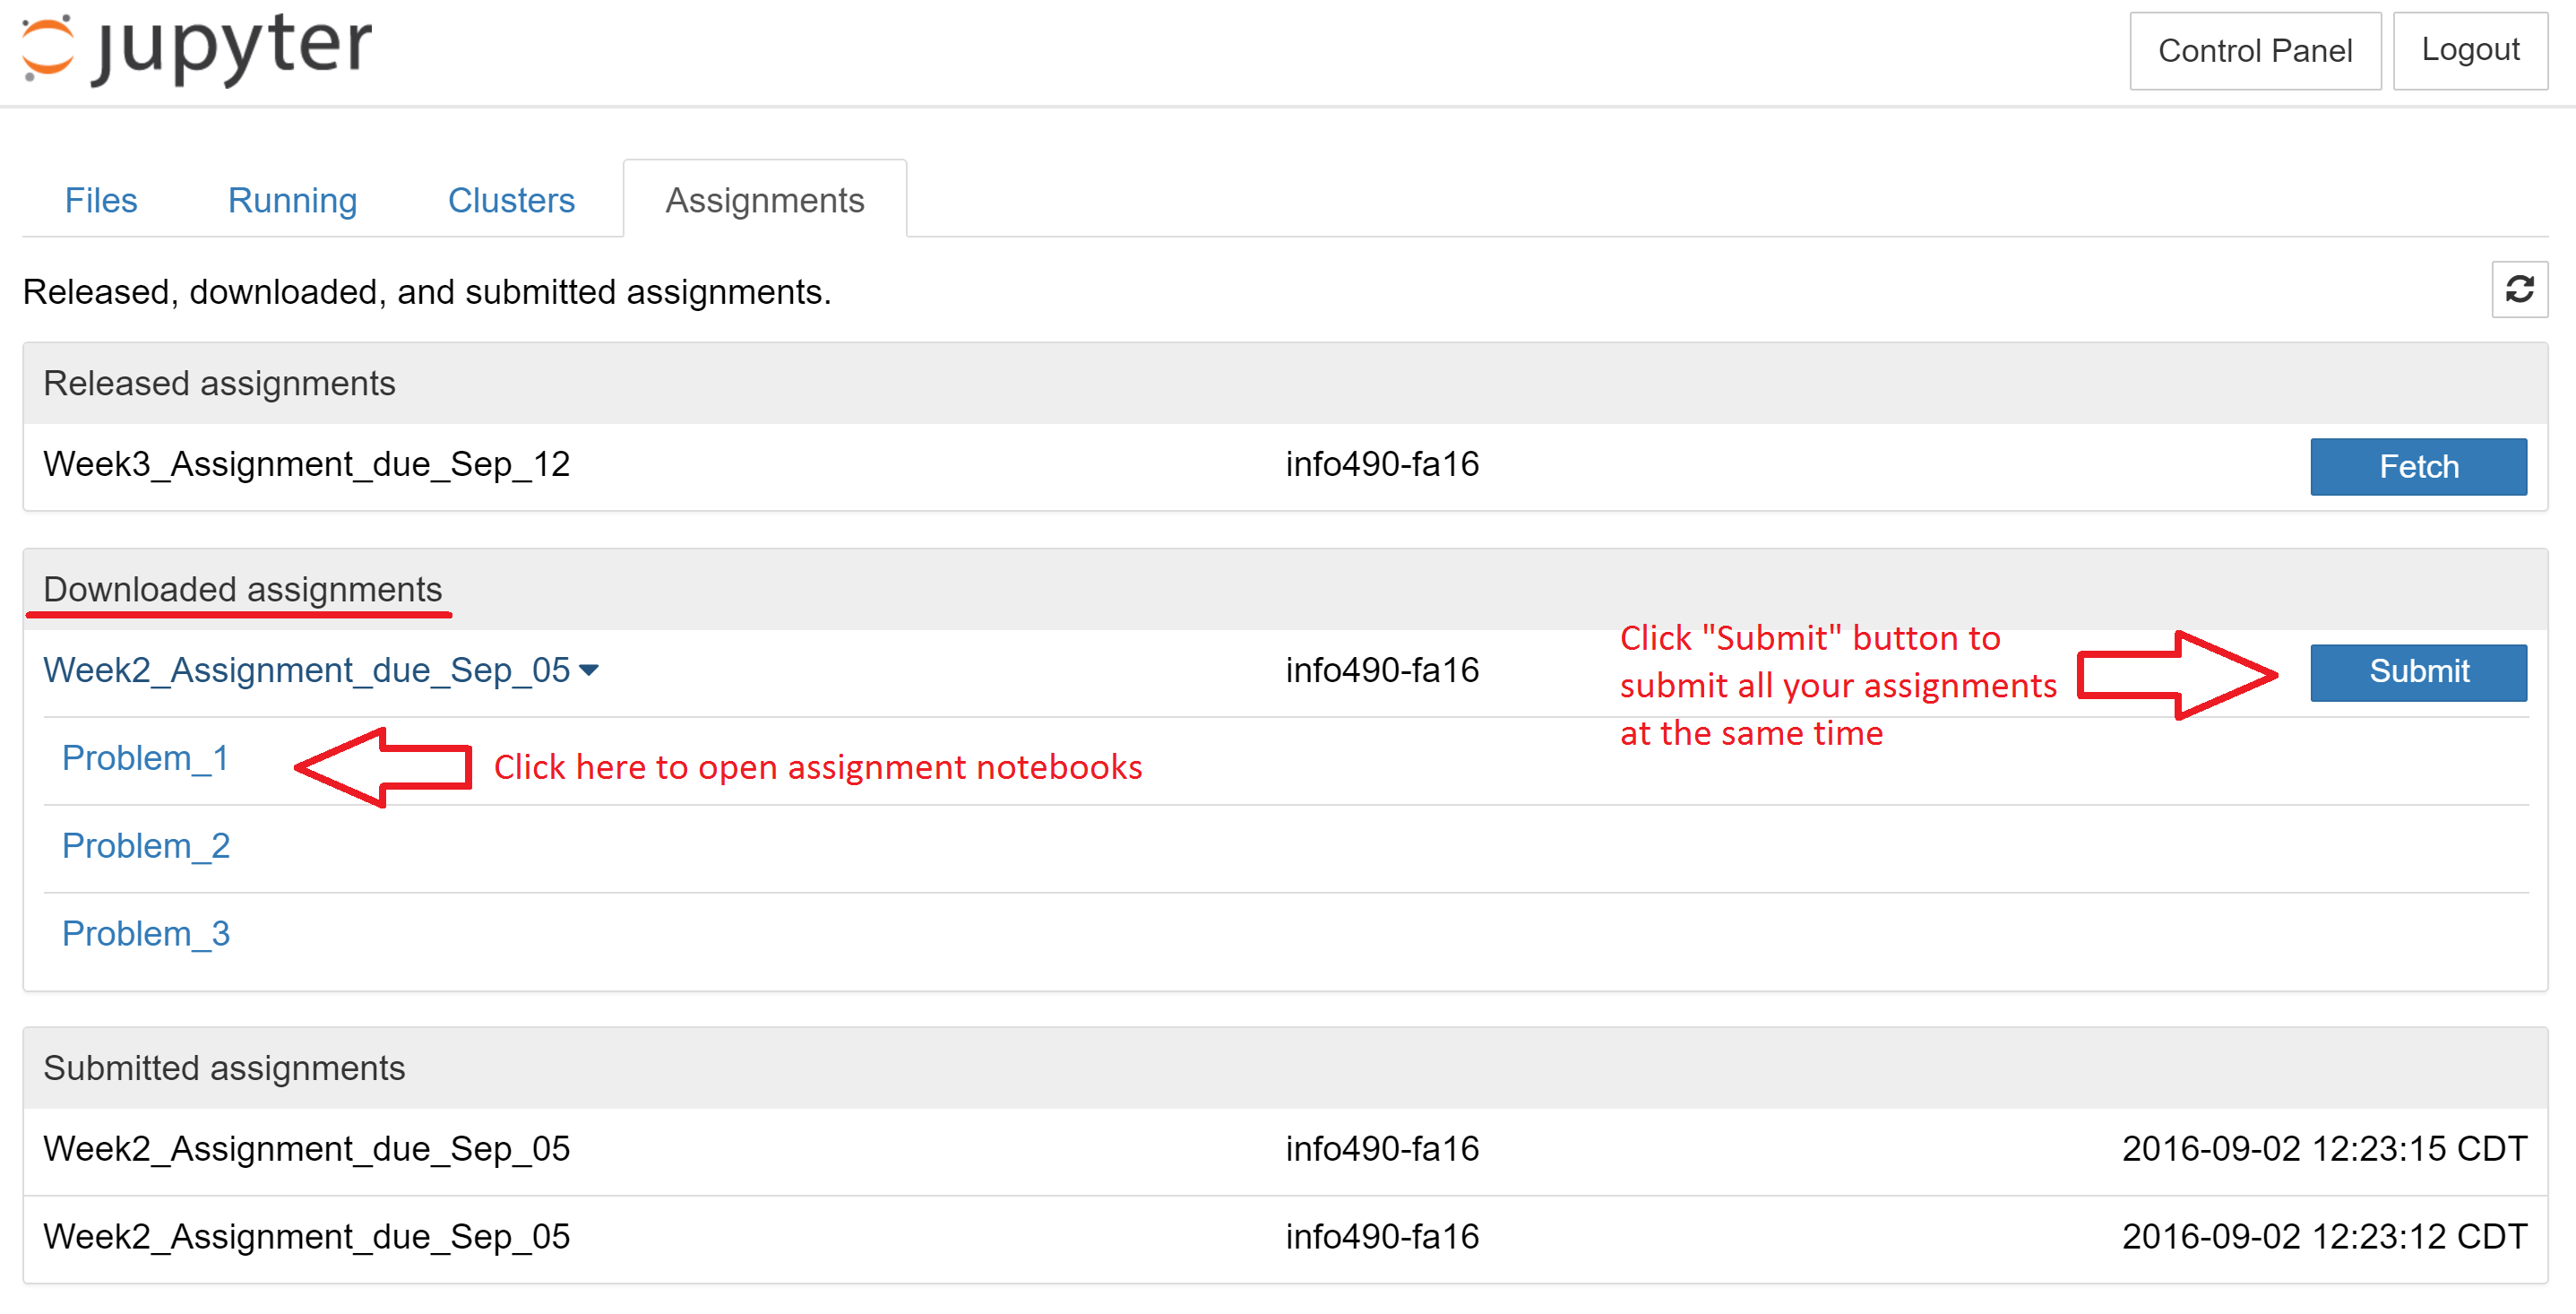 jupyter
Control Panel
Logout
Files
Running
Clusters
Assignments
Released, downloaded, and submitted assignments.
Released assignments
Week3_Assignment_due_Sep_12
info490-fa16
Fetch
Downloaded assignments
Week2_Assignment_due_Sep_05
info490-fa16
Click "Submit" button to
submit all your assignments
at the same time
Submit
Problem_1
Click here to open assignment notebooks
Problem_2
Problem_3
Submitted assignments
Week2_Assignment_due_Sep_05
info490-fa16
2016-09-02 12:23:15 CDT
Week2_Assignment_due_Sep_05
info490-fa16
2016-09-02 12:23:12 CDT